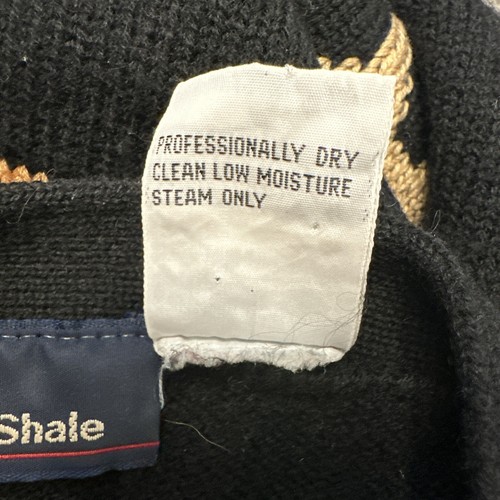 PROFESSIONALLY DRY
CLEAN LOW MOISTURE
STEAM ONLY
Shale